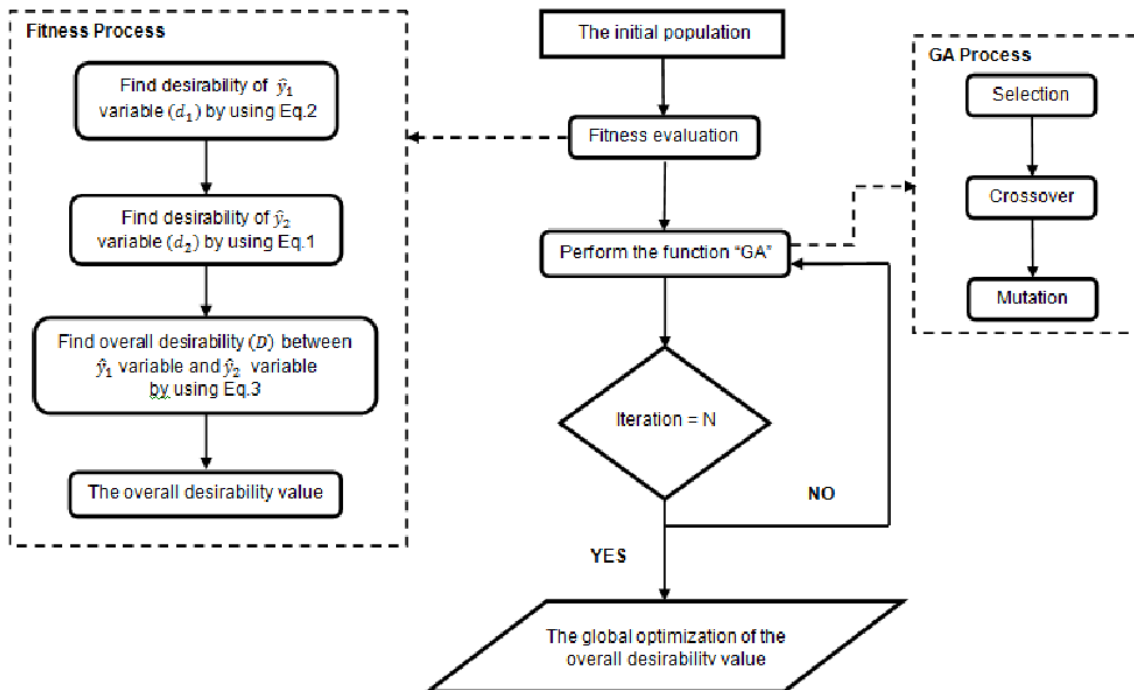 Fitness Process
Find desirability of ŷ₁
variable (d₁) by using Eq.2
Find desirability of ŷ₂
variable (d₂) by using Eq.1
Find overall desirability (D) between
ŷ₁ variable and ŷ₂ variable
by using Eq.3
The overall desirability value
The initial population
Fitness evaluation
Perform the function “GA”
Iteration = N
NO
YES
The global optimization of the
overall desirability value
GA Process
Selection
Crossover
Mutation